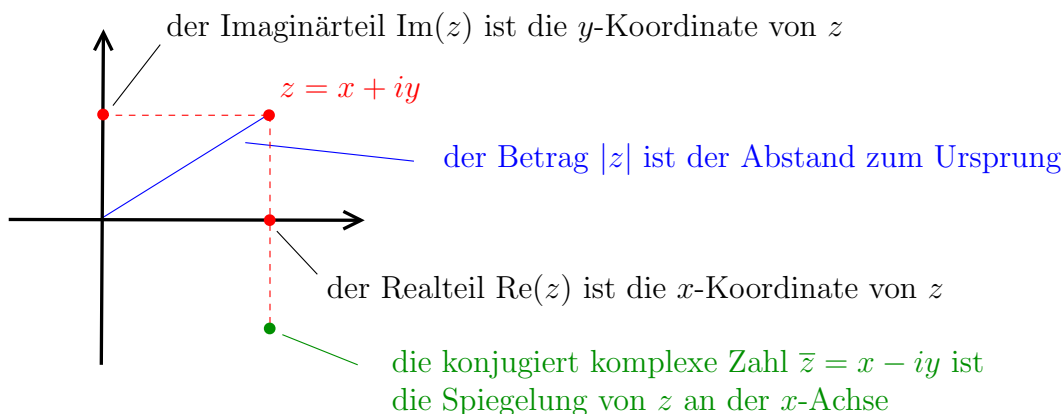 der Imaginärteil Im(z) ist die y-Koordinate von z
z = x + iy
der Betrag |z| ist der Abstand zum Ursprung
der Realteil Re(z) ist die x-Koordinate von z
die konjugiert komplexe Zahl z̅ = x − iy ist
die Spiegelung von z an der x-Achse